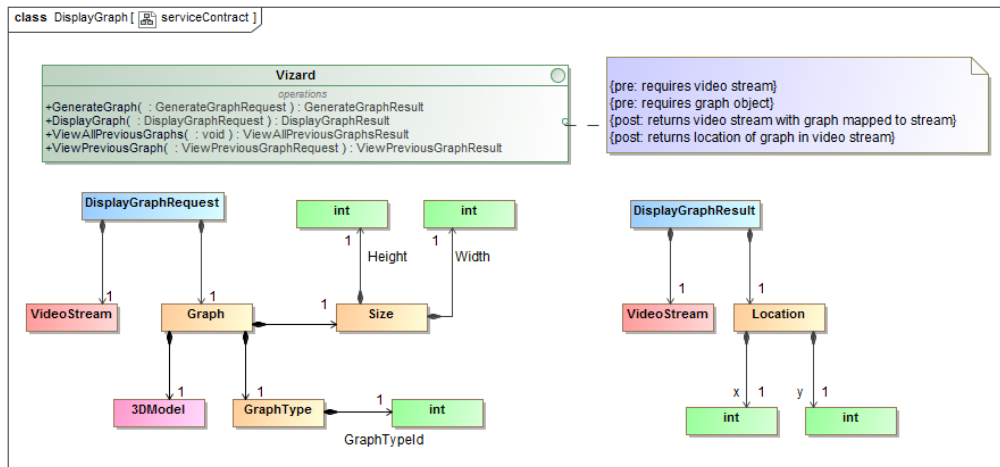 class DisplayGraph [ serviceContract ]
Vizard
operations
+GenerateGraph( : GenerateGraphRequest ) : GenerateGraphResult
+DisplayGraph( : DisplayGraphRequest ) : DisplayGraphResult
+ViewAllPreviousGraphs( : void ) : ViewAllPreviousGraphsResult
+ViewPreviousGraph( : ViewPreviousGraphRequest ) : ViewPreviousGraphResult
{pre: requires video stream}
{pre: requires graph object}
{post: returns video stream with graph mapped to stream}
{post: returns location of graph in video stream}
DisplayGraphRequest
int
int
DisplayGraphResult
1
1
Height
Width
1
1
1
1
1
VideoStream
Graph
Size
VideoStream
Location
1
1
1
x
1
y
1
3DModel
GraphType
int
int
int
GraphTypeId